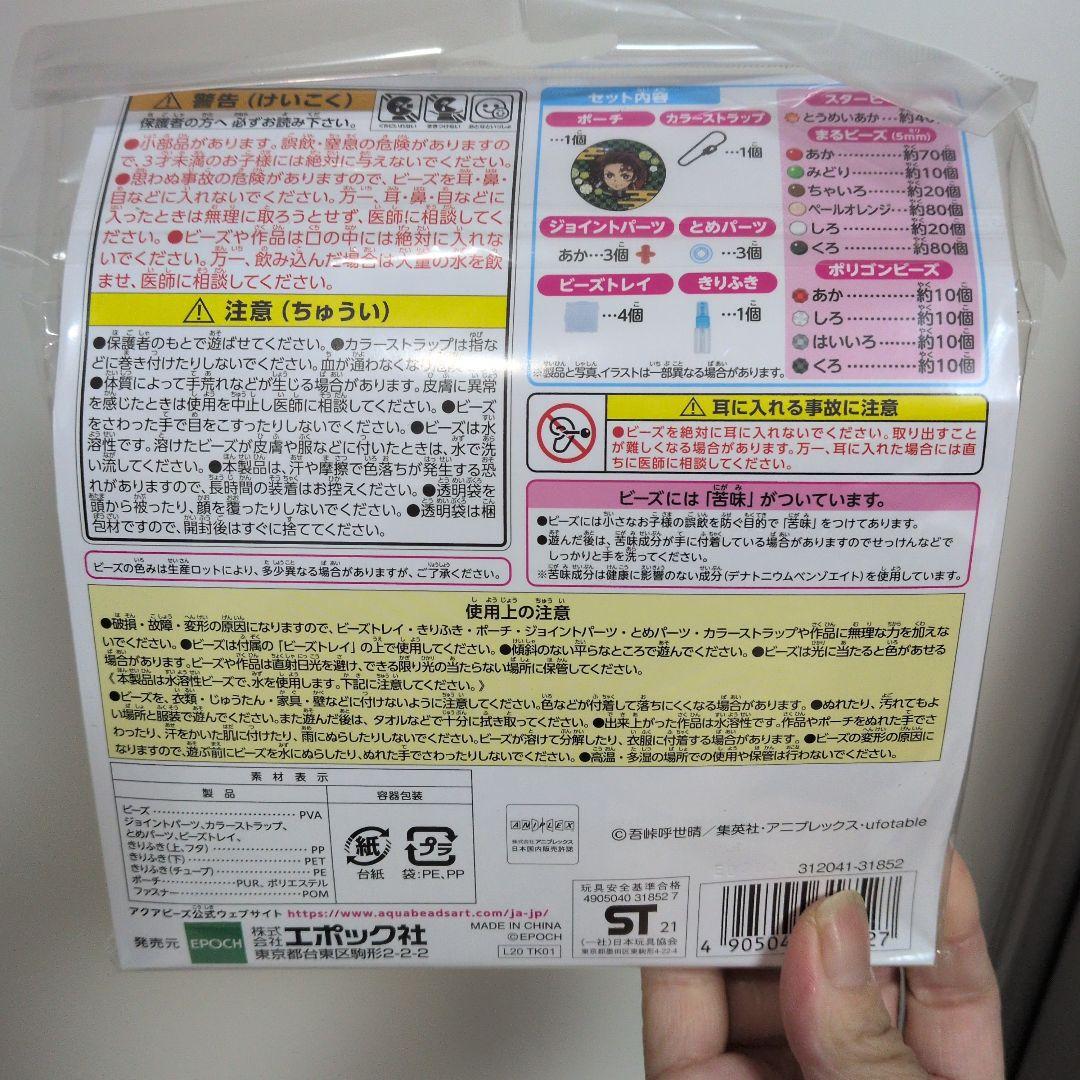 警告（けいこく）
保護者の方へ 必ずお読み下さい。
●小部品があります。誤飲・窒息の危険がありますの
で、3才未満のお子様には絶対に与えないでください。
●思わぬ事故の危険がありますので、ビーズを耳・鼻・
目などに入れないでください。万一、耳・鼻・目などに
入ったときは無理に取ろうとせず、医師に相談してく
ださい。●ビーズや作品は口の中には絶対に入れな
いでください。万一、飲み込んだ場合は大量の水を飲
ませ、医師に相談してください。
注意（ちゅうい）
●保護者のもとで遊ばせてください。●カラーストラップは指な
どに巻き付けたりしないでください。血が通わなくなり危険
●体質によって手荒れなどが生じる場合があります。皮膚に異常
を感じたときは使用を中止し医師に相談してください。●ビーズ
をさわった手で目をこすったりしないでください。●ビーズは水
溶性です。溶けたビーズが皮膚や服などに付いたときは、水で洗
い流してください。●本製品は、汗や摩擦で色落ちが発生する恐
れがありますので、長時間の装着はお控えください。●透明袋を
頭から被ったり、顔を覆ったりしないでください。●透明袋は梱
包材ですので、開封後はすぐに捨ててください。
ビーズの色みは生産ロットにより、多少異なる場合がありますが、ご了承ください。
セット内容
ポーチ
…1個
カラーストラップ
…1個
ジョイントパーツ
あか…3個
とめパーツ
…3個
ビーズトレイ
…4個
きりふき
…1個
※製品と写真、イラストは一部異なる場合があります。
とうめいあか…約40
まるビーズ(5mm)
あか…………約70個
みどり………約10個
ちゃいろ……約20個
ペールオレンジ…約80個
しろ…………約20個
くろ…………約80個
ポリゴンビーズ
あか…………約10個
しろ…………約10個
はいいろ……約10個
くろ…………約10個
耳に入れる事故に注意
●ビーズを絶対に耳に入れないでください。取り出すこと
が難しくなる場合があります。万一、耳に入れた場合には直
ちに医師に相談してください。
ビーズには「苦味」がついています。
●ビーズには小さなお子様の誤飲を防ぐ目的で「苦味」をつけてあります。
●遊んだ後は、苦味成分が手に付着している場合がありますのでせっけんなどで
しっかりと手を洗ってください。
※苦味成分は健康に影響のない成分(デナトニウムベンゾエイト)を使用しています。
使用上の注意
●破損・故障・変形の原因になりますので、ビーズトレイ・きりふき・ポーチ・ジョイントパーツ・とめパーツ・カラーストラップや作品に無理な力を加えな
いでください。●ビーズは付属の「ビーズトレイ」の上で使用してください。●傾斜のない平らなところで遊んでください。●ビーズは光に当たると色があせる
場合があります。ビーズや作品は直射日光を避け、できる限り光の当たらない場所に保管してください。
《本製品は水溶性ビーズで、水を使用します。下記に注意してください。》
●ビーズを、衣類・じゅうたん・家具・壁などに付けないように注意してください。色などが付着して落ちにくくなる場合があります。●ぬれたり、汚れてもよ
い場所と服装で遊んでください。また遊んだ後は、タオルなどで十分に拭き取ってください。●出来上がった作品は水溶性です。作品やポーチをぬれた手でさ
わったり、汗をかいた肌に付けたり、雨にぬらしたりしないでください。ビーズが溶けて分解したり、衣服に付着する場合があります。●ビーズの変形の原因に
なりますので、遊ぶ前にビーズを水にぬらしたり、ぬれた手でさわったりしないでください。●高温・多湿の場所での使用や保管は行わないでください。
素材表示
製品
容器包装
ビーズ…………………………PVA
ジョイントパーツ、カラーストラップ、
とめパーツ、ビーズトレイ、
きりふき(上、フタ)……………PP
きりふき(下)…………………PET
きりふき(チューブ)……………PE
ポーチ……………PUR、ポリエステル
ファスナー……………………POM
紙
台紙
プラ
袋:PE、PP
ANIPLEX
株式会社 アニプレックス
日本国内販売許諾
©吾峠呼世晴／集英社・アニプレックス・ufotable
312041-31852
アクアビーズ公式ウェブサイト https://www.aquabeadsart.com/ja-jp/
MADE IN CHINA
©EPOCH
L20 TK01
発売元 EPOCH 株式会社エポック社
東京都台東区駒形2-2-2
玩具安全基準合格
4905040 31852 7
ST 21
(一社)日本玩具協会
東京都墨田区東駒形4-22-4
4 90504
27